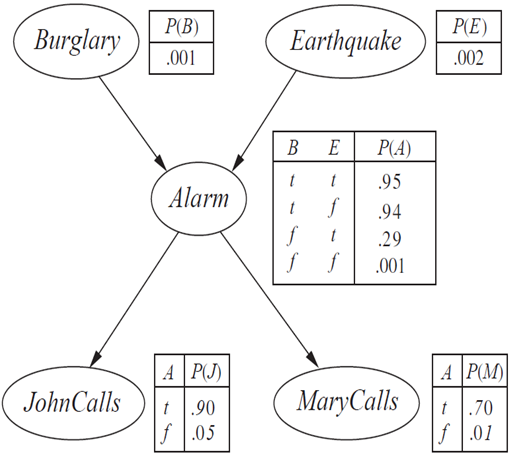 Burglary
P(B)
.001
Earthquake
P(E)
.002
B E P(A)
t t .95
t f .94
f t .29
f f .001
Alarm
JohnCalls
A P(J)
t .90
f .05
MaryCalls
A P(M)
t .70
f .01